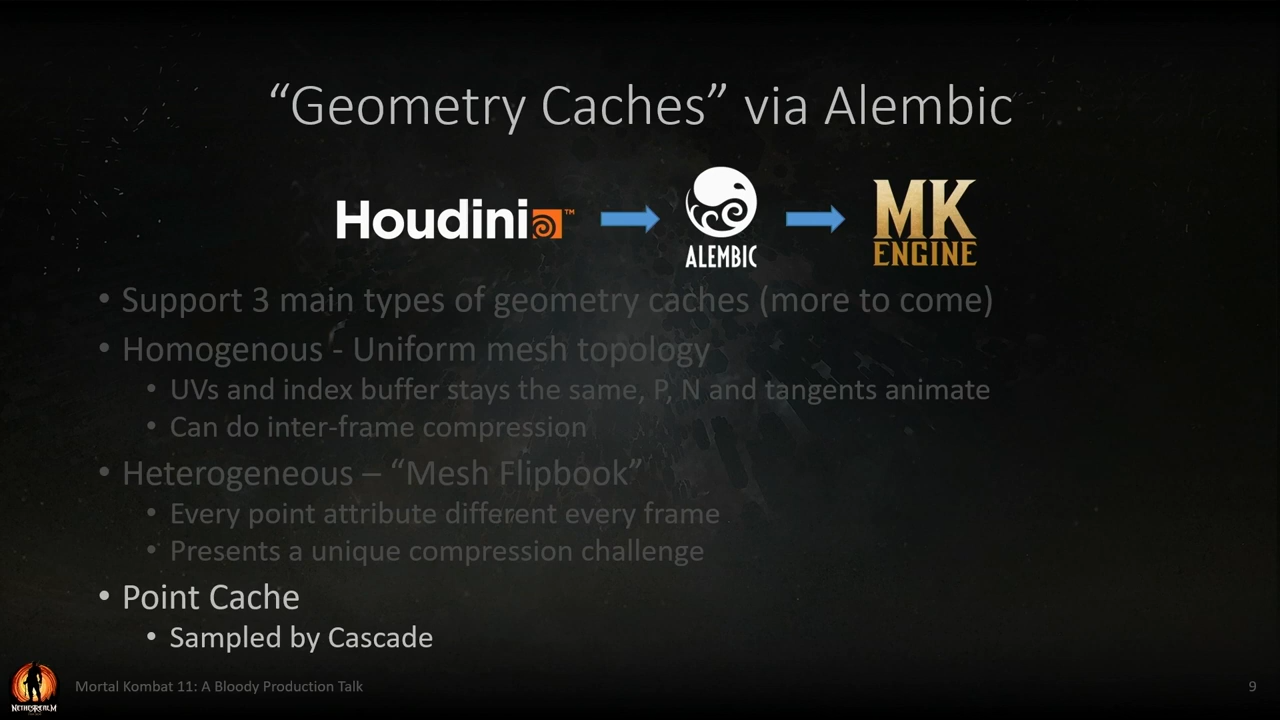 “Geometry Caches” via Alembic
Houdini™
ALEMBIC
MK
ENGINE
• Support 3 main types of geometry caches (more to come)
• Homogenous - Uniform mesh topology
• UVs and index buffer stays the same, P, N and tangents animate
• Can do inter-frame compression
• Heterogeneous – “Mesh Flipbook”
• Every point attribute different every frame
• Presents a unique compression challenge
• Point Cache
• Sampled by Cascade
NETHERREALM
Mortal Kombat 11: A Bloody Production Talk
9